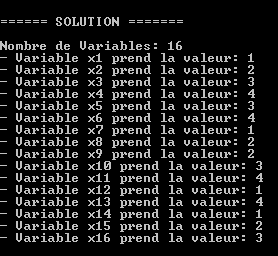 ====== SOLUTION =======
Nombre de Variables: 16
- Variable x1 prend la valeur: 1
- Variable x2 prend la valeur: 2
- Variable x3 prend la valeur: 3
- Variable x4 prend la valeur: 4
- Variable x5 prend la valeur: 3
- Variable x6 prend la valeur: 4
- Variable x7 prend la valeur: 1
- Variable x8 prend la valeur: 2
- Variable x9 prend la valeur: 2
- Variable x10 prend la valeur: 3
- Variable x11 prend la valeur: 4
- Variable x12 prend la valeur: 1
- Variable x13 prend la valeur: 4
- Variable x14 prend la valeur: 1
- Variable x15 prend la valeur: 2
- Variable x16 prend la valeur: 3